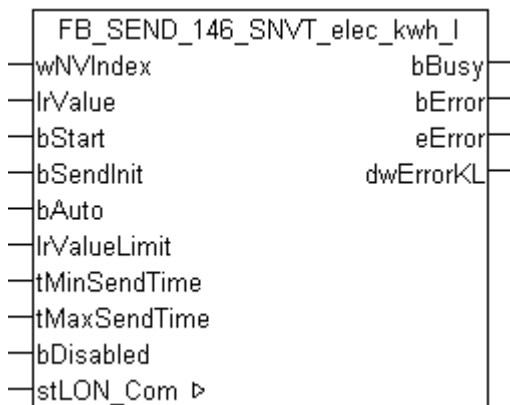 FB_SEND_146_SNVT_elec_kwh_l
wNVIndex bBusy
lrValue bError
bStart eError
bSendInit dwErrorKL
bAuto
lrValueLimit
tMinSendTime
tMaxSendTime
bDisabled
stLON_Com ▷